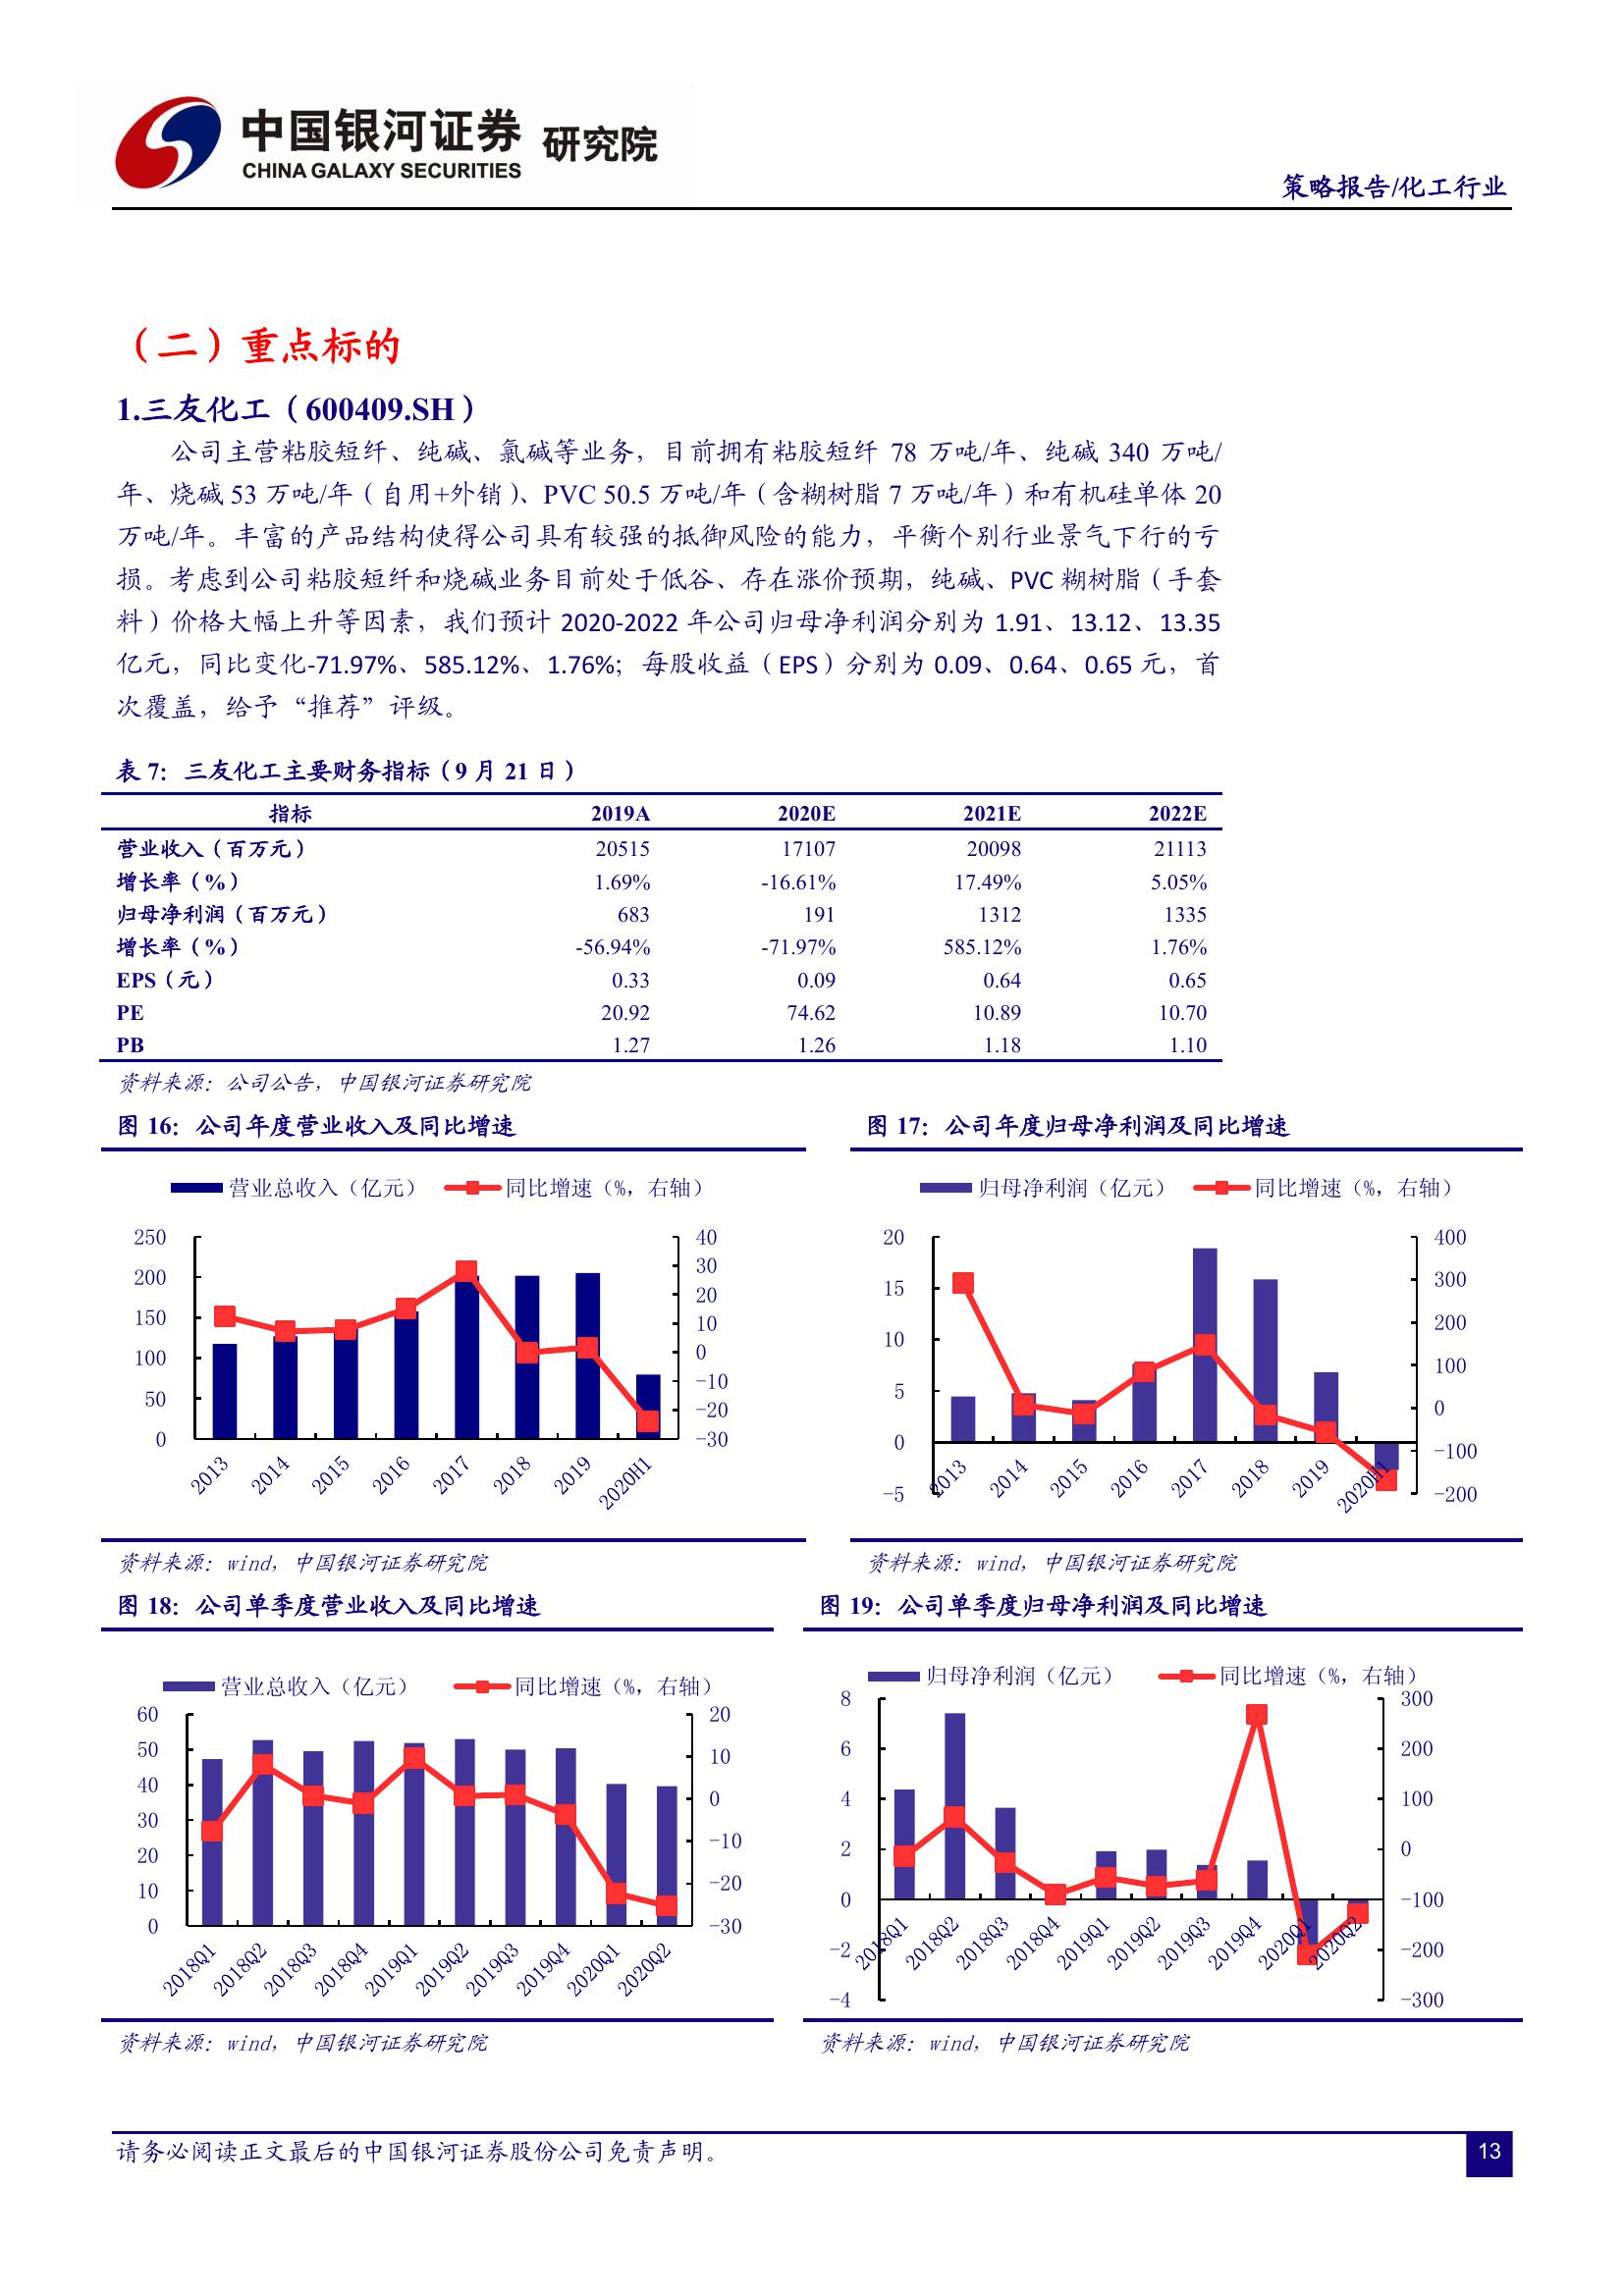 中国银河证券 研究院
CHINA GALAXY SECURITIES
策略报告/化工行业
（二）重点标的
1.三友化工（600409.SH）
公司主营粘胶短纤、纯碱、氯碱等业务，目前拥有粘胶短纤 78 万吨/年、纯碱 340 万吨/
年、烧碱 53 万吨/年（自用+外销）、PVC 50.5 万吨/年（含糊树脂 7 万吨/年）和有机硅单体 20
万吨/年。丰富的产品结构使得公司具有较强的抵御风险的能力，平衡个别行业景气下行的亏
损。考虑到公司粘胶短纤和烧碱业务目前处于低谷、存在涨价预期，纯碱、PVC 糊树脂（手套
料）价格大幅上升等因素，我们预计 2020-2022 年公司归母净利润分别为 1.91、13.12、13.35
亿元，同比变化-71.97%、585.12%、1.76%；每股收益（EPS）分别为 0.09、0.64、0.65 元，首
次覆盖，给予“推荐”评级。
表 7：三友化工主要财务指标（9 月 21 日）
指标 2019A 2020E 2021E 2022E
营业收入（百万元） 20515 17107 20098 21113
增长率（%） 1.69% -16.61% 17.49% 5.05%
归母净利润（百万元） 683 191 1312 1335
增长率（%） -56.94% -71.97% 585.12% 1.76%
EPS（元） 0.33 0.09 0.64 0.65
PE 20.92 74.62 10.89 10.70
PB 1.27 1.26 1.18 1.10
资料来源：公司公告，中国银河证券研究院
图 16：公司年度营业收入及同比增速
营业总收入（亿元） 同比增速（%，右轴）
250 40
30
200 20
150 10
100 0
-10
50 -20
0 -30
2013 2014 2015 2016 2017 2018 2019 2020H1
资料来源：wind，中国银河证券研究院
图 17：公司年度归母净利润及同比增速
归母净利润（亿元） 同比增速（%，右轴）
20 400
15 300
200
10 100
5 0
0 -100
-5 -200
2013 2014 2015 2016 2017 2018 2019 2020H1
资料来源：wind，中国银河证券研究院
图 18：公司单季度营业收入及同比增速
营业总收入（亿元） 同比增速（%，右轴）
60 20
50 10
40 0
30 -10
20 -20
10
0 -30
2018Q1 2018Q2 2018Q3 2018Q4 2019Q1 2019Q2 2019Q3 2019Q4 2020Q1 2020Q2
资料来源：wind，中国银河证券研究院
图 19：公司单季度归母净利润及同比增速
归母净利润（亿元） 同比增速（%，右轴）
8 300
6 200
4 100
2 0
0 -100
-2 -200
-4 -300
2018Q1 2018Q2 2018Q3 2018Q4 2019Q1 2019Q2 2019Q3 2019Q4 2020Q1 2020Q2
资料来源：wind，中国银河证券研究院
请务必阅读正文最后的中国银河证券股份公司免责声明。
13